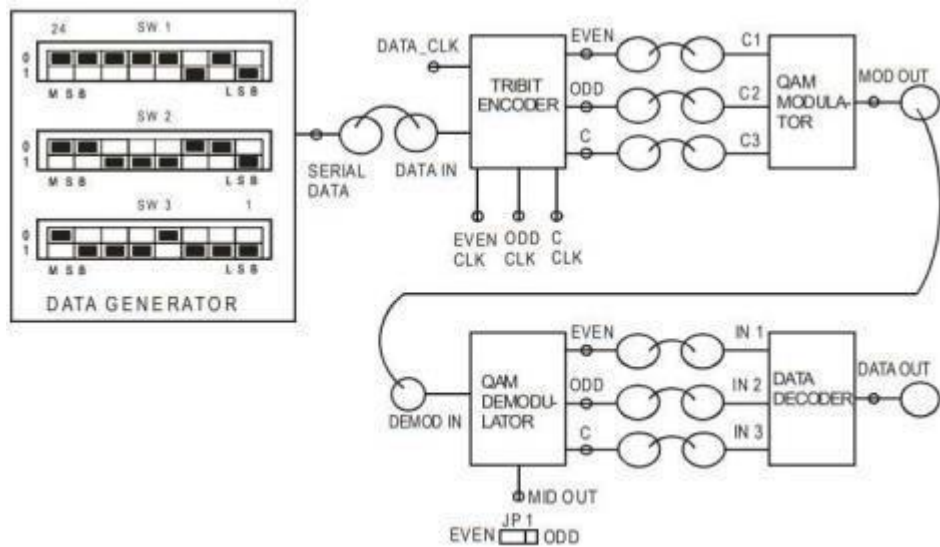 24 SW 1
0
1
M S B L S B
SW 2
0
1
M S B L S B
SW 3 1
0
1
M S B L S B
DATA GENERATOR
SERIAL
DATA
DATA IN
DATA_CLK
TRIBIT
ENCODER
EVEN
CLK
ODD
CLK
C
CLK
EVEN
ODD
C
C1
C2
C3
QAM
MODULA-
TOR
MOD OUT
DEMOD IN
QAM
DEMODU-
LATOR
MID OUT
JP 1
EVEN ODD
EVEN
ODD
C
IN 1
IN 2
IN 3
DATA
DECODER
DATA OUT